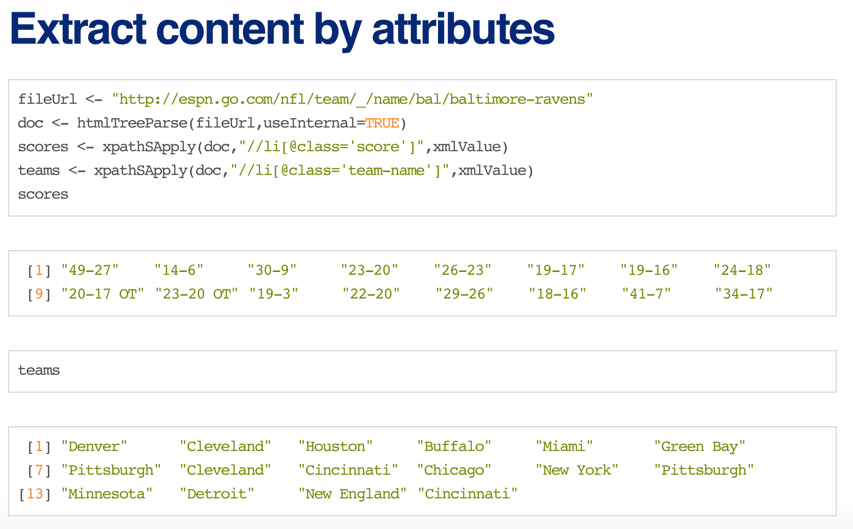 Extract content by attributes
fileUrl <- "http://espn.go.com/nfl/team/_/name/bal/baltimore-ravens"
doc <- htmlTreeParse(fileUrl,useInternal=TRUE)
scores <- xpathSApply(doc,"//li[@class='score']",xmlValue)
teams <- xpathSApply(doc,"//li[@class='team-name']",xmlValue)
scores
[1] "49-27" "14-6" "30-9" "23-20" "26-23" "19-17" "19-16" "24-18"
[9] "20-17 OT" "23-20 OT" "19-3" "22-20" "29-26" "18-16" "41-7" "34-17"
teams
[1] "Denver" "Cleveland" "Houston" "Buffalo" "Miami" "Green Bay"
[7] "Pittsburgh" "Cleveland" "Cincinnati" "Chicago" "New York" "Pittsburgh"
[13] "Minnesota" "Detroit" "New England" "Cincinnati"